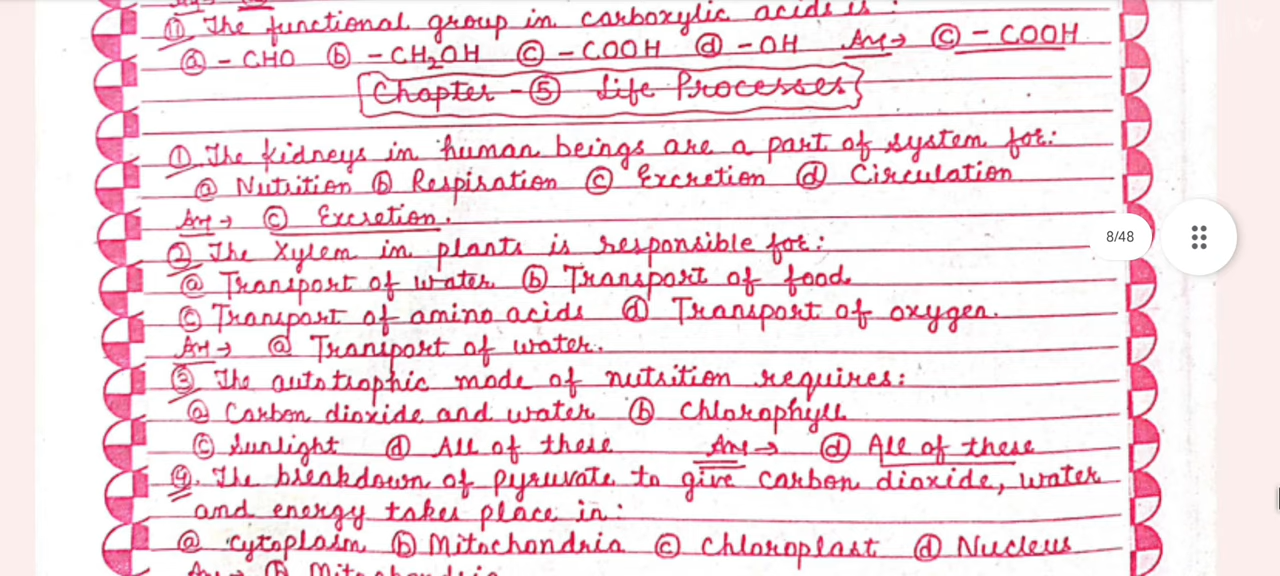 ⑪ The functional group in carboxylic acids is :
ⓐ - CHO ⓑ - CH₂OH ⓒ - COOH ⓓ - OH Ans → ⓒ - COOH
Chapter - ⑤ Life Processes
①. The kidneys in human beings are a part of system for:
ⓐ Nutrition ⓑ Respiration ⓒ Excretion ⓓ Circulation
Ans → ⓒ Excretion.
② The Xylem in plants is responsible for:
ⓐ Transport of water ⓑ Transport of food
ⓒ Transport of amino acids ⓓ Transport of oxygen.
Ans → ⓐ Transport of water.
③ The autotrophic mode of nutrition requires:
ⓐ Carbon dioxide and water ⓑ Chlorophyll
ⓒ Sunlight ⓓ All of these Ans → ⓓ All of these
④. The breakdown of pyruvate to give carbon dioxide, water
and energy takes place in:
ⓐ Cytoplasm ⓑ Mitochondria ⓒ Chloroplast ⓓ Nucleus
Ans → ⓑ Mitochondria
8/48